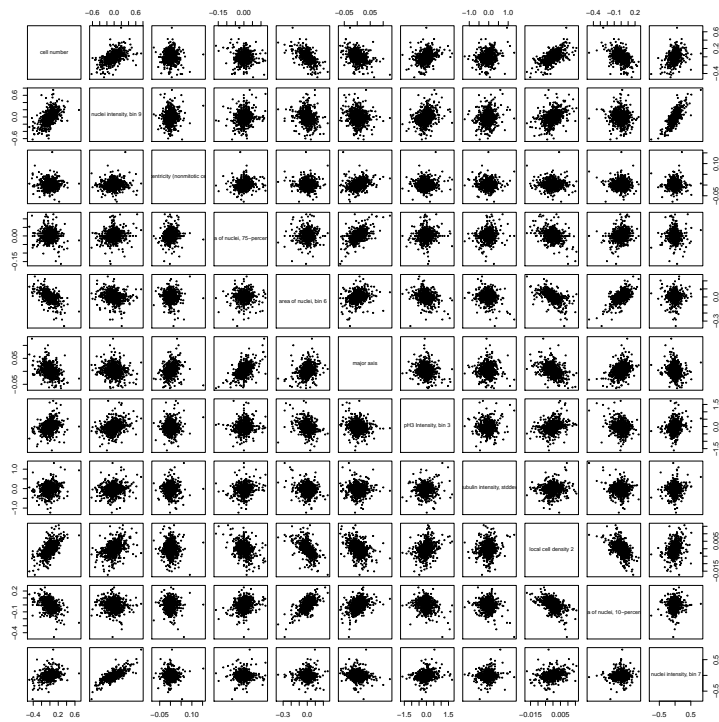 −0.6 0.0 0.6
−0.15 0.00
−0.05 0.05
−1.0 0.0 1.0
−0.4 −0.1 0.2
cell number
−0.4 0.2 0.6
−0.6 0.0 0.6
nuclei intensity, bin 9
entricity (nonmitotic ce
−0.05 0.10
−0.15 0.00
a of nuclei, 75−percen
area of nuclei, bin 6
−0.3 0.0
−0.05 0.05
major axis
pH3 Intensity, bin 3
−1.5 0.0 1.5
−1.0 0.0 1.0
ubulin intensity, stddev
local cell density 2
−0.015 0.005
−0.4 −0.1 0.2
a of nuclei, 10−percen
nuclei intensity, bin 7
−0.5 0.5
−0.4 0.2 0.6
−0.05 0.10
−0.3 0.0
−1.5 0.0 1.5
−0.015 0.005
−0.5 0.5